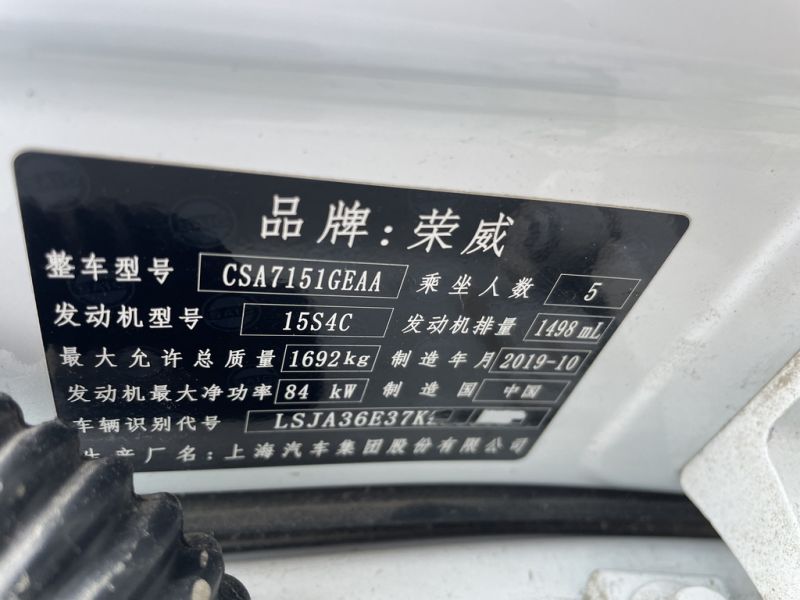 品牌:荣威
整车型号 CSA7151GEAA 乘坐人数 5
发动机型号 15S4C 发动机排量 1498 mL
最大允许总质量 1692kg 制造年月 2019-10
发动机最大净功率 84 kW 制造国 中国
车辆识别代号 LSJA36E37K
生产厂名:上海汽车集团股份有限公司